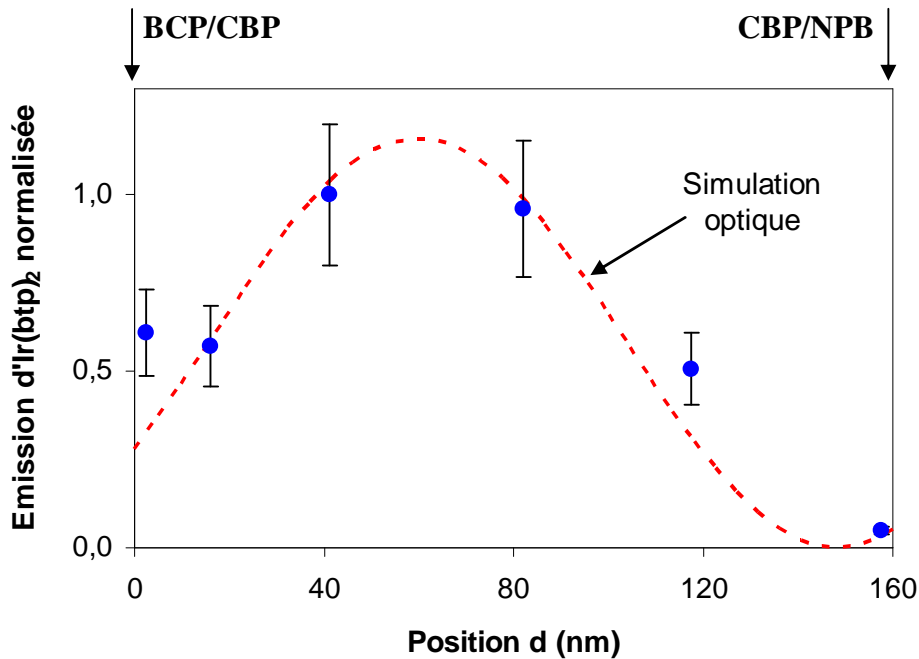 BCP/CBP
CBP/NPB
Emission d'Ir(btp)2 normalisée
1,0
0,5
0,0
Simulation
optique
0
40
80
120
160
Position d (nm)